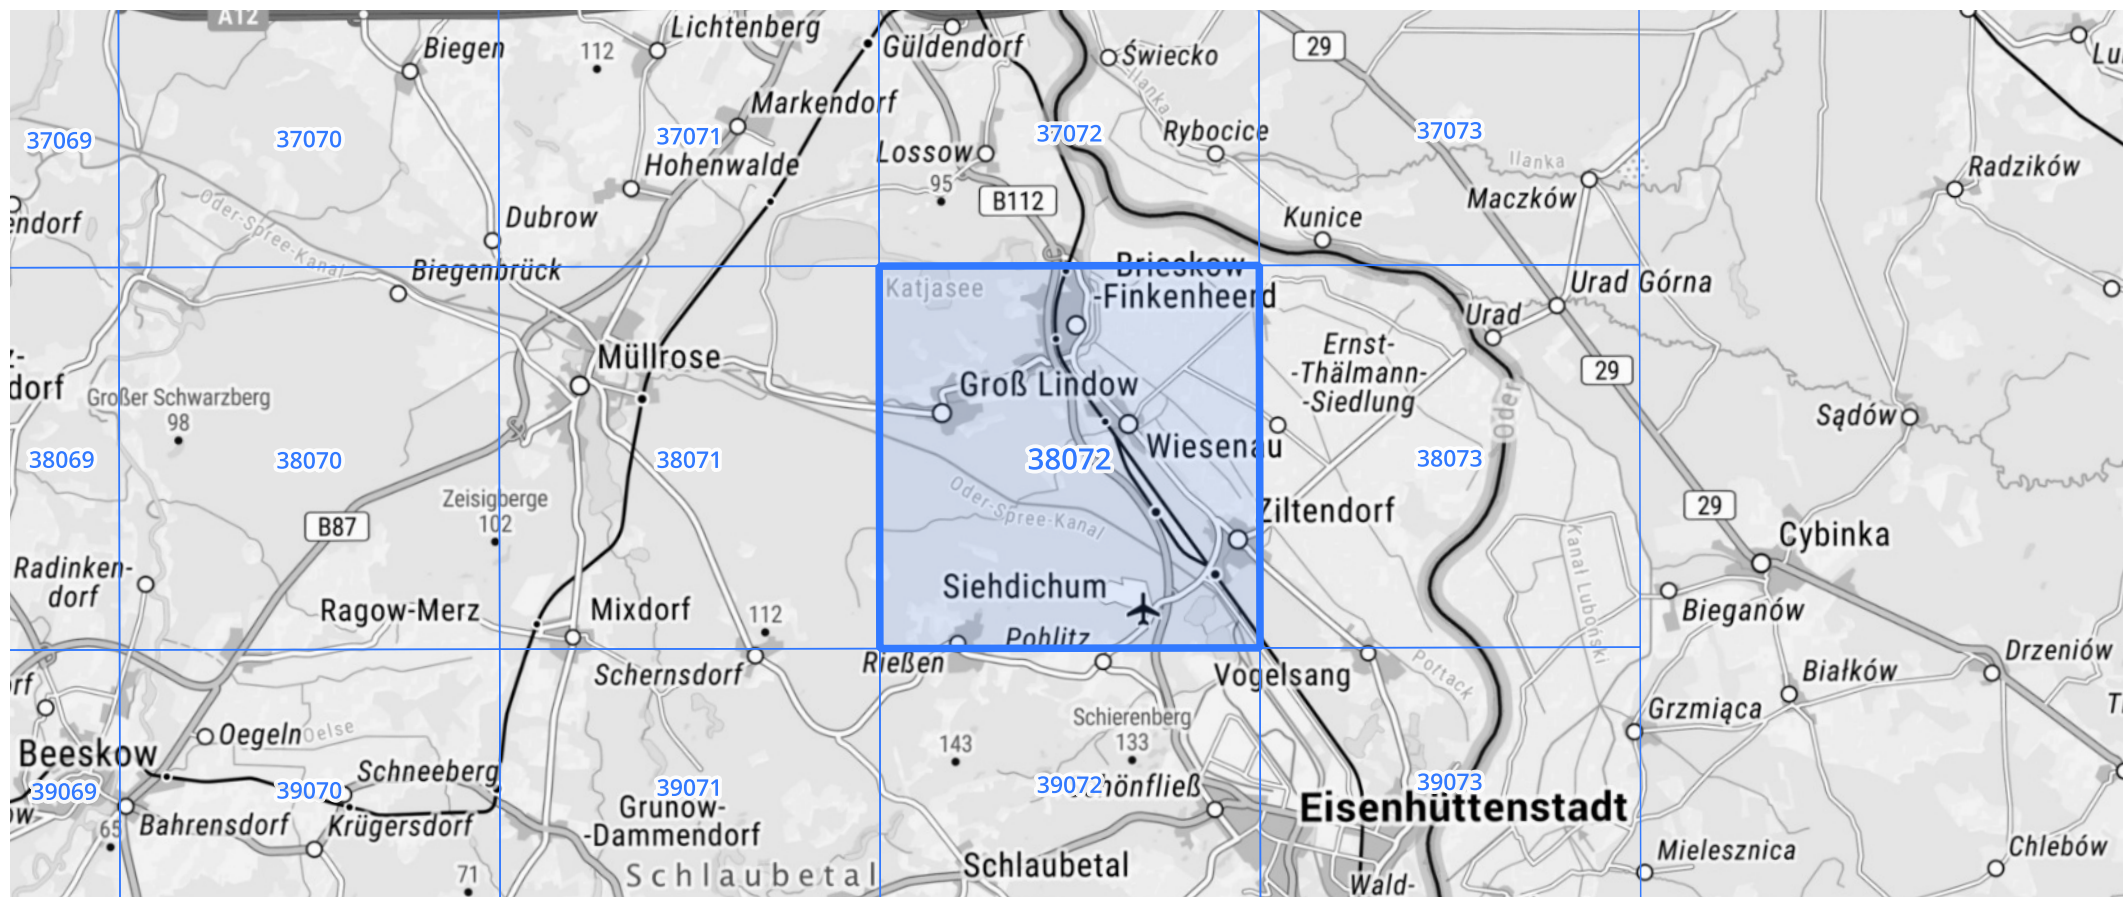 A12
Biegen
112
Lichtenberg
Güldendorf
Świecko
29
Ilanka
Markendorf
37069
37070
37071
37072
37073
Rybocice
Lossow
Hohenwalde
Ilanka
Radzików
95
B112
Maczków
endorf
Oder-Spree-Kanal
Dubrow
Kunice
Biegenbrück
Brieskow
-Finkenheerd
Katjasee
Urad Górna
Urad
Müllrose
Ernst-
-Thälmann-
-Siedlung
29
dorf
Großer Schwarzberg
98
Groß Lindow
Oder
Sądów
Wiesenau
38069
38070
38071
38072
38073
Zeisigberge
102
Oder-Spree-Kanal
B87
Ziltendorf
29
Cybinka
Kanał Luboński
Radinken-
dorf
Ragow-Merz
Mixdorf
112
Siehdichum
Bieganów
Pohlitz
Schernsdorf
Rießen
Vogelsang
Pottack
Białków
Drzeniów
Oegeln
Oelse
Schierenberg
133
143
Grzmiąca
Beeskow
Schneeberg
39069
39070
39071
39072
39073
Schönfließ
Eisenhüttenstadt
65
Bahrensdorf
Krügersdorf
Grunow-
-Dammendorf
Schlaubetal
Schlaubetal
71
Wald-
Mielesznica
Chlebów